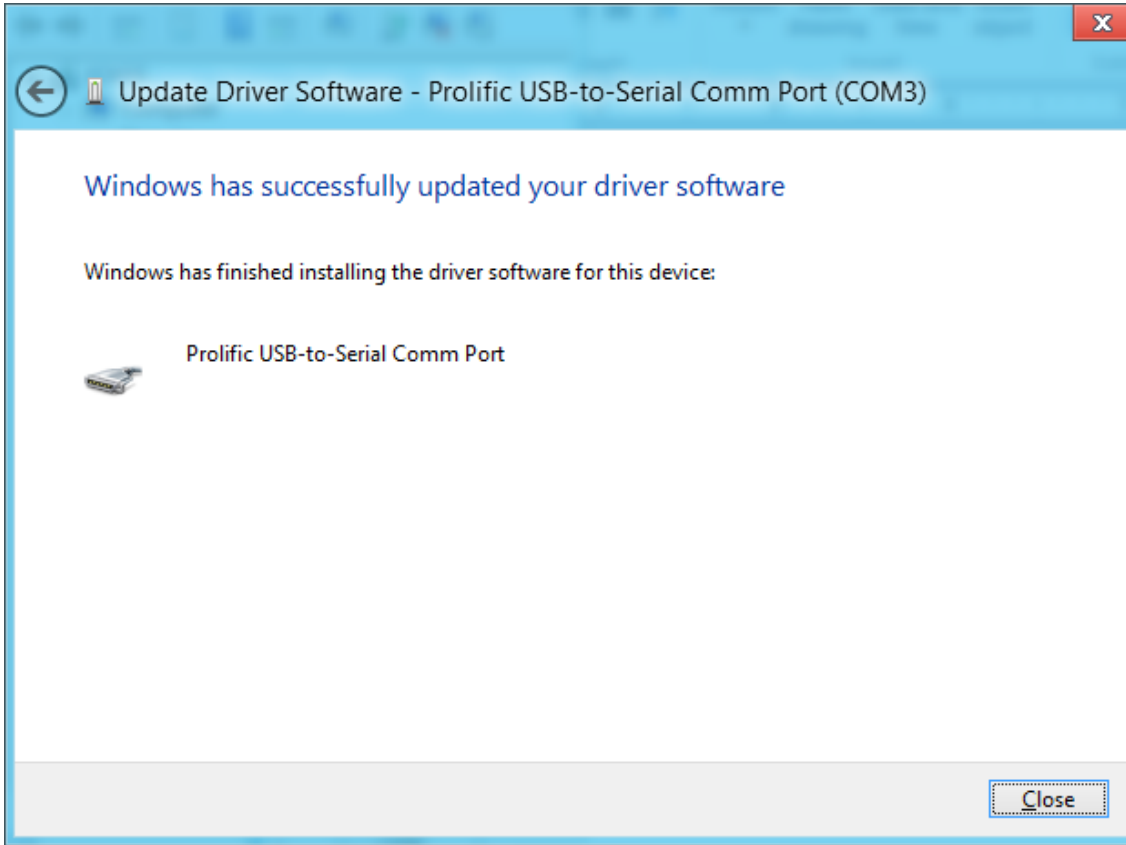 Update Driver Software - Prolific USB-to-Serial Comm Port (COM3)
Windows has successfully updated your driver software
Windows has finished installing the driver software for this device:
Prolific USB-to-Serial Comm Port
Close